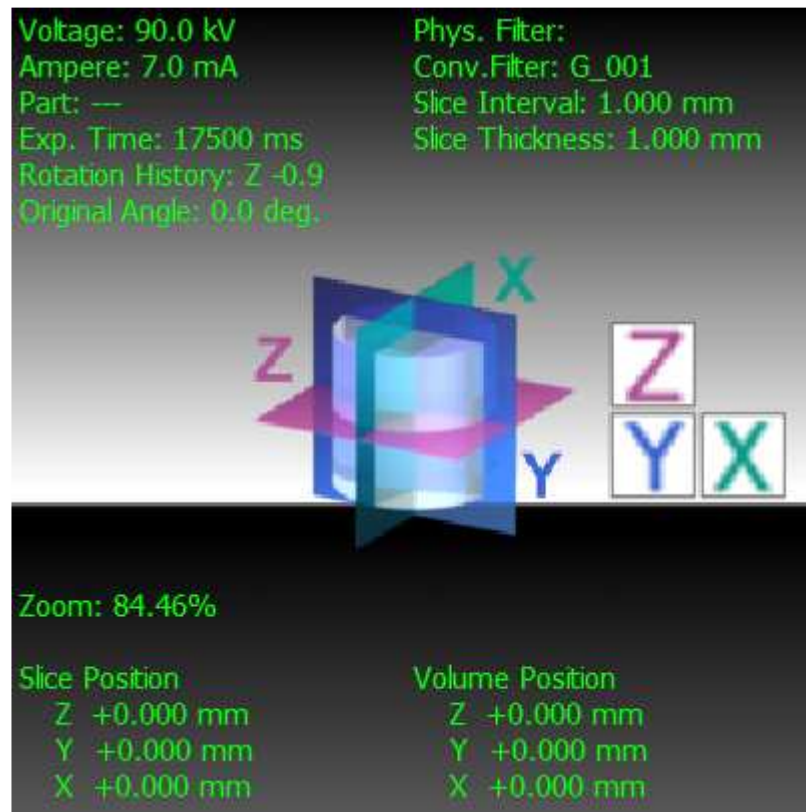 Voltage: 90.0 kV
Ampere: 7.0 mA
Part: ---
Exp. Time: 17500 ms
Rotation History: Z -0.9
Original Angle: 0.0 deg.
Phys. Filter:
Conv.Filter: G_001
Slice Interval: 1.000 mm
Slice Thickness: 1.000 mm
X
Z
Y
Z
Y X
Zoom: 84.46%
Slice Position
Z +0.000 mm
Y +0.000 mm
X +0.000 mm
Volume Position
Z +0.000 mm
Y +0.000 mm
X +0.000 mm